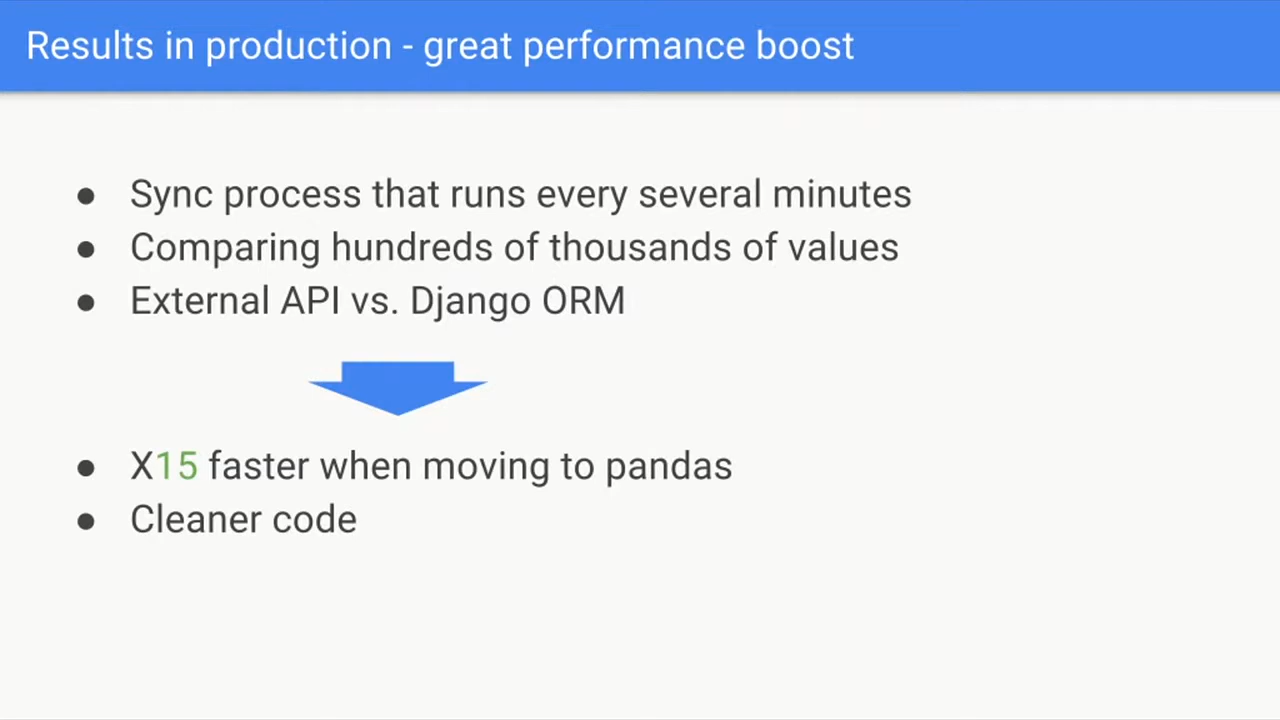 Results in production - great performance boost
● Sync process that runs every several minutes
● Comparing hundreds of thousands of values
● External API vs. Django ORM
● X15 faster when moving to pandas
● Cleaner code